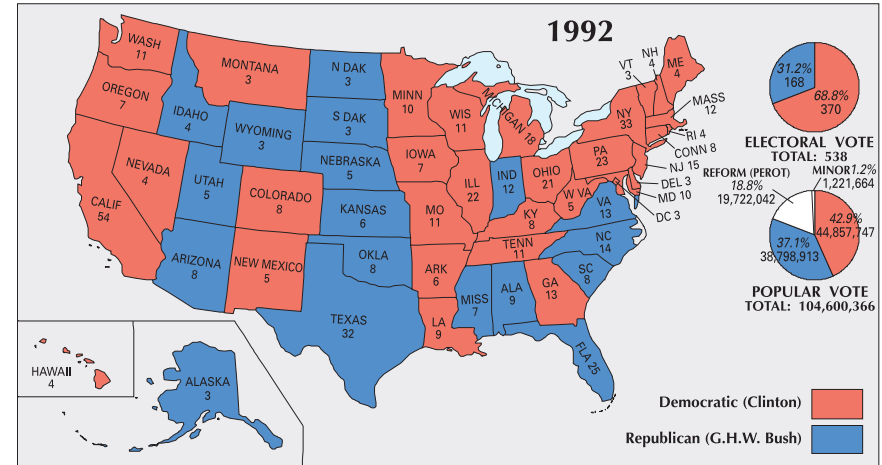 1992
WASH
11
OREGON
7
CALIF
54
NEVADA
4
IDAHO
4
MONTANA
3
WYOMING
3
UTAH
5
COLORADO
8
ARIZONA
8
NEW MEXICO
5
N DAK
3
S DAK
3
NEBRASKA
5
KANSAS
6
OKLA
8
TEXAS
32
MINN
10
IOWA
7
MO
11
ARK
6
LA
9
WIS
11
ILL
22
MICHIGAN 18
IND
12
OHIO
21
KY
8
TENN
11
MISS
7
ALA
9
GA
13
FLA 25
SC
8
NC
14
VA
13
W VA
5
PA
23
NY
33
VT
3
NH
4
ME
4
MASS
12
RI 4
CONN 8
NJ 15
DEL 3
MD 10
DC 3
HAWAII
4
ALASKA
3
31.2%
168
68.8%
370
ELECTORAL VOTE
TOTAL: 538
REFORM (PEROT)
18.8%
19,722,042
MINOR 1.2%
1,221,664
42.9%
44,857,747
37.1%
38,798,913
POPULAR VOTE
TOTAL: 104,600,366
Democratic (Clinton)
Republican (G.H.W. Bush)